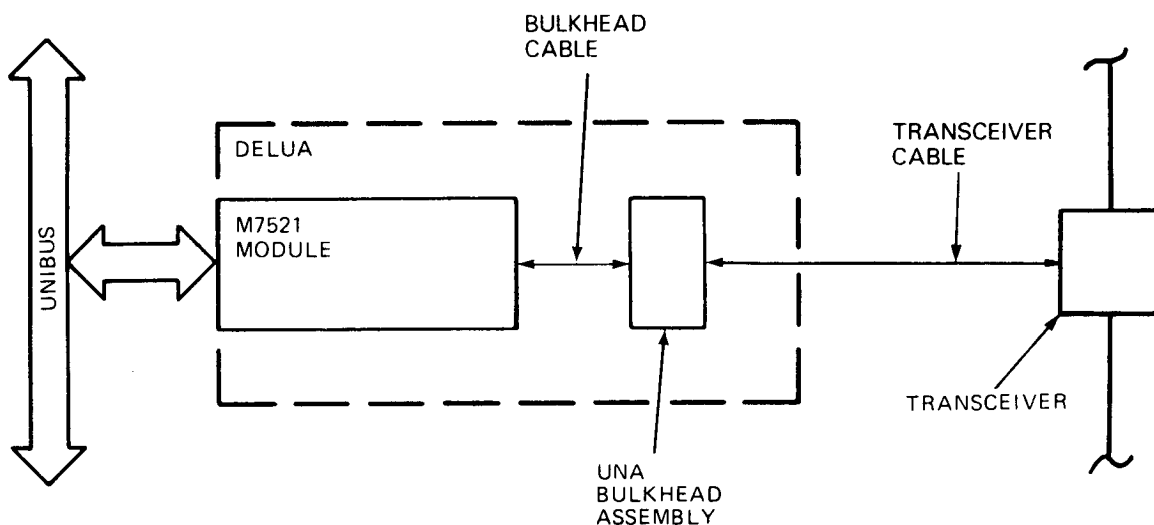 BULKHEAD
CABLE
DELUA
TRANSCEIVER
CABLE
M7521
MODULE
UNIBUS
TRANSCEIVER
UNA
BULKHEAD
ASSEMBLY